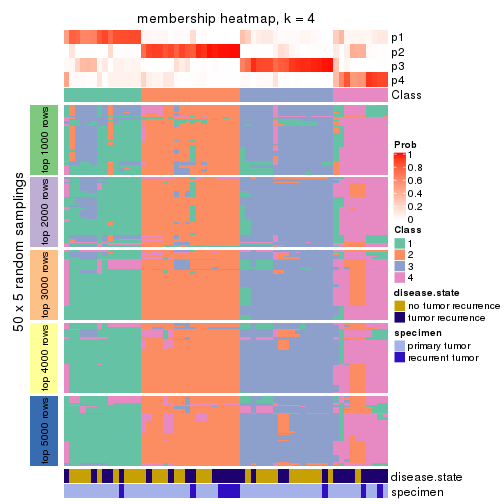 membership heatmap, k = 4
p1
p2
p3
p4
Class
50 x 5 random samplings
top 1000 rows
top 2000 rows
top 3000 rows
top 4000 rows
top 5000 rows
Prob
1
0.8
0.6
0.4
0.2
0
Class
1
2
3
4
disease.state
no tumor recurrence
tumor recurrence
specimen
primary tumor
recurrent tumor
disease.state
specimen